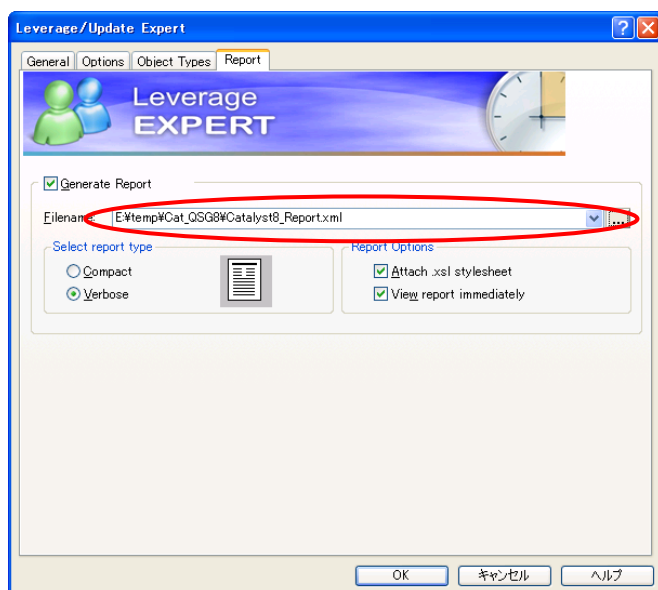 Leverage/Update Expert
General Options Object Types Report
Leverage
EXPERT
Generate Report
Filename: E:¥temp¥Cat_QSG8¥Catalyst8_Report.xml ...
Select report type Report Options
Compact Attach .xsl stylesheet
Verbose View report immediately
OK キャンセル ヘルプ